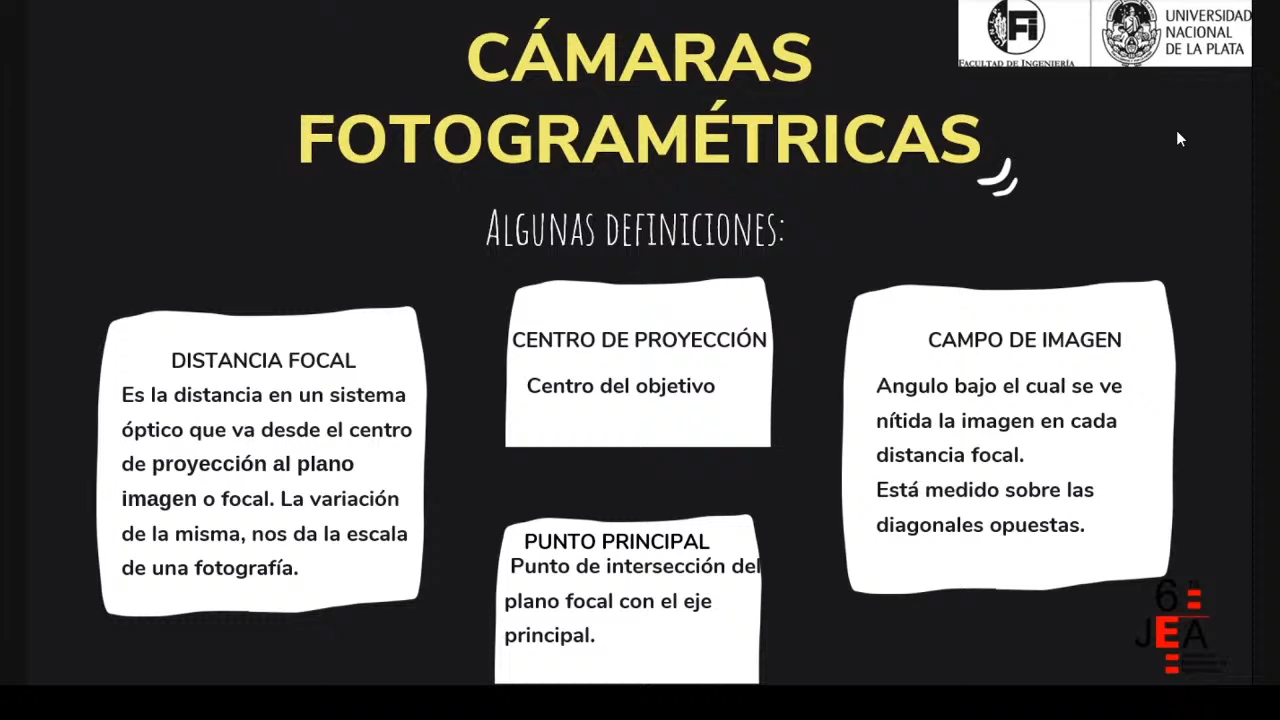 CÁMARAS
FOTOGRAMÉTRICAS
FACULTAD DE INGENIERÍA
UNIVERSIDAD
NACIONAL
DE LA PLATA
ALGUNAS DEFINICIONES:
DISTANCIA FOCAL
Es la distancia en un sistema
óptico que va desde el centro
de proyección al plano
imagen o focal. La variación
de la misma, nos da la escala
de una fotografía.
CENTRO DE PROYECCIÓN
Centro del objetivo
PUNTO PRINCIPAL
Punto de intersección del
plano focal con el eje
principal.
CAMPO DE IMAGEN
Angulo bajo el cual se ve
nítida la imagen en cada
distancia focal.
Está medido sobre las
diagonales opuestas.
6
JEA